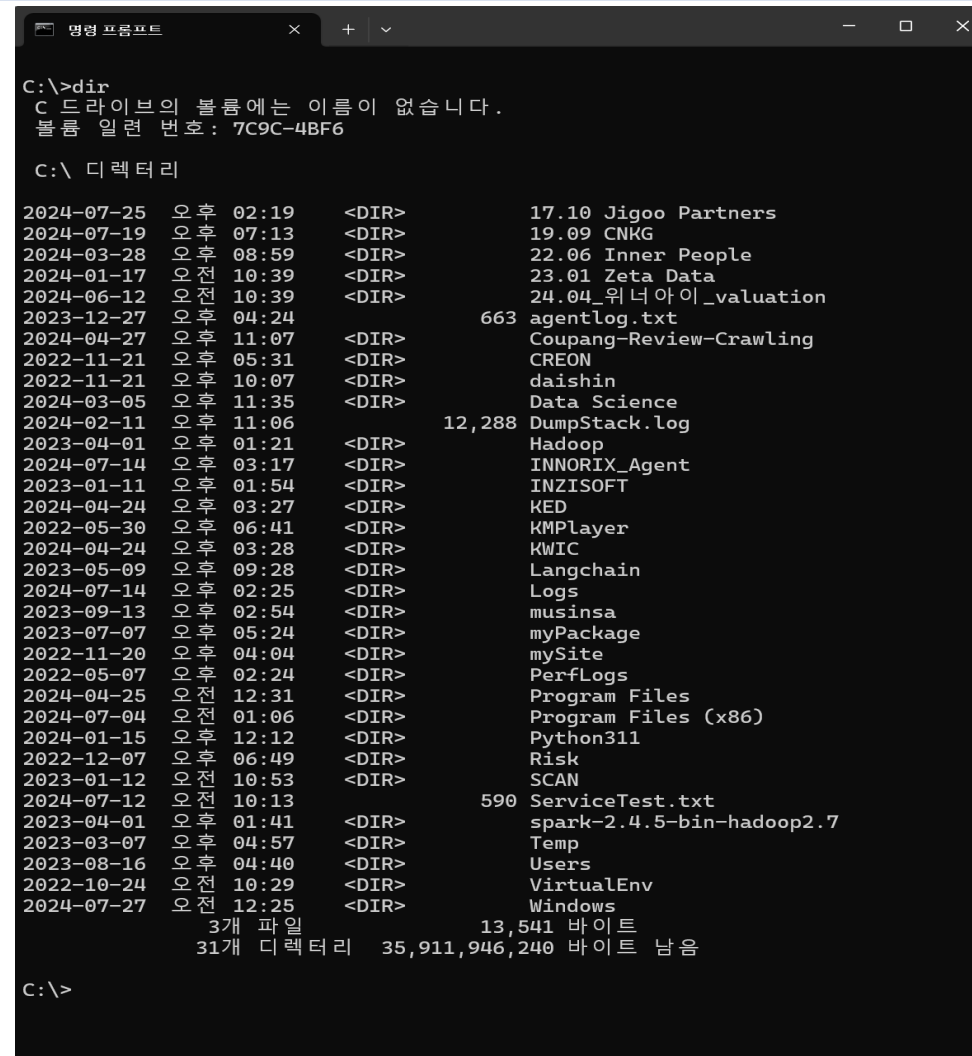 명령 프롬프트
C:\>dir
C 드라이브의 볼륨에는 이름이 없습니다.
볼륨 일련 번호: 7C9C-4BF6
C:\ 디렉터리
2024-07-25 오후 02:19 <DIR> 17.10 Jigoo Partners
2024-07-19 오후 07:13 <DIR> 19.09 CNKG
2024-03-28 오후 08:59 <DIR> 22.06 Inner People
2024-01-17 오전 10:39 <DIR> 23.01 Zeta Data
2024-06-12 오전 10:39 <DIR> 24.04_위너아이_valuation
2023-12-27 오후 04:24 663 agentlog.txt
2024-04-27 오후 11:07 <DIR> Coupang-Review-Crawling
2022-11-21 오후 05:31 <DIR> CREON
2022-11-21 오후 10:07 <DIR> daishin
2024-03-05 오후 11:35 <DIR> Data Science
2024-02-11 오후 11:06 12,288 DumpStack.log
2023-04-01 오후 01:21 <DIR> Hadoop
2024-07-14 오후 03:17 <DIR> INNORIX_Agent
2023-01-11 오후 01:54 <DIR> INZISOFT
2024-04-24 오후 03:27 <DIR> KED
2022-05-30 오후 06:41 <DIR> KMPlayer
2024-04-24 오후 03:28 <DIR> KWIC
2023-05-09 오후 09:28 <DIR> Langchain
2024-07-14 오후 02:25 <DIR> Logs
2023-09-13 오후 02:54 <DIR> musinsa
2023-07-07 오후 05:24 <DIR> myPackage
2022-11-20 오후 04:04 <DIR> mySite
2022-05-07 오후 02:24 <DIR> PerfLogs
2024-04-25 오전 12:31 <DIR> Program Files
2024-07-04 오전 01:06 <DIR> Program Files (x86)
2024-01-15 오후 12:12 <DIR> Python311
2022-12-07 오후 06:49 <DIR> Risk
2023-01-12 오전 10:53 <DIR> SCAN
2024-07-12 오전 10:13 590 ServiceTest.txt
2023-04-01 오후 01:41 <DIR> spark-2.4.5-bin-hadoop2.7
2023-03-07 오후 04:57 <DIR> Temp
2023-08-16 오후 04:40 <DIR> Users
2022-10-24 오전 10:29 <DIR> VirtualEnv
2024-07-27 오전 12:25 <DIR> Windows
3개 파일 13,541 바이트
31개 디렉터리 35,911,946,240 바이트 남음
C:\>